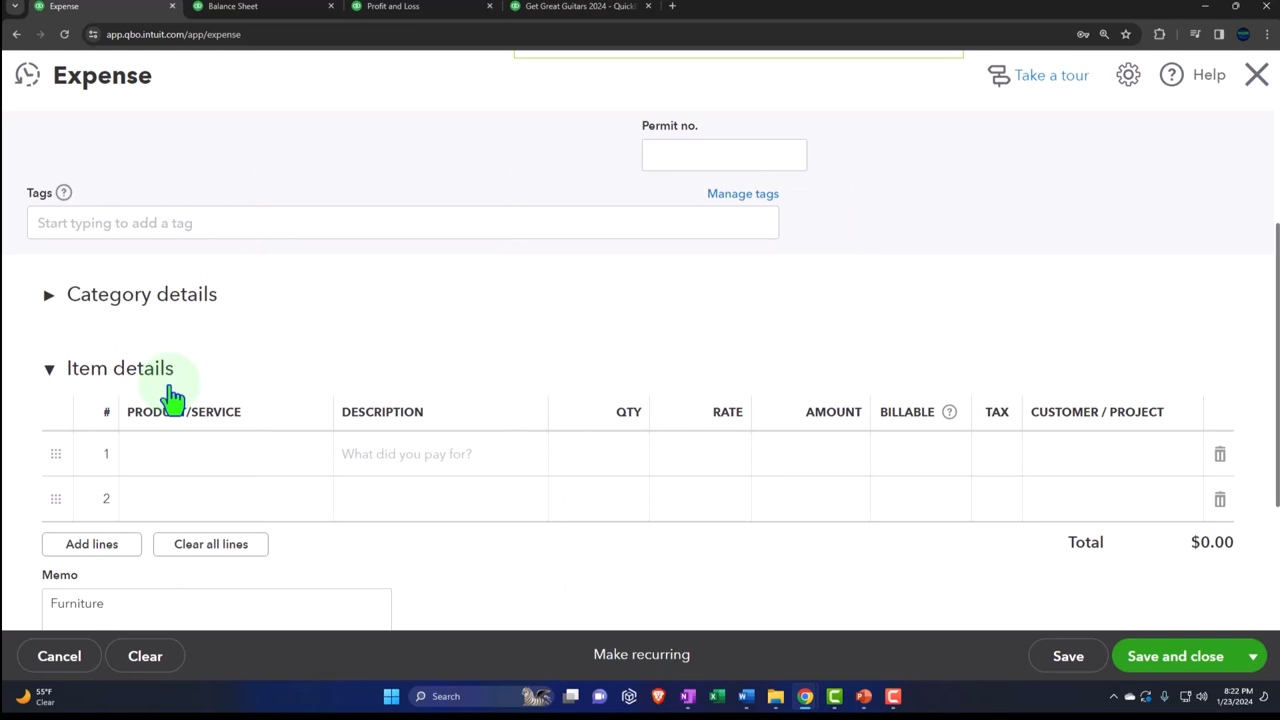 Expense
Balance Sheet
Profit and Loss
Get Great Guitars 2024 - Quick
app.qbo.intuit.com/app/expense
Expense
Take a tour
Help
Permit no.
Tags
Manage tags
Start typing to add a tag
Category details
Item details
# PRODUCT/SERVICE DESCRIPTION QTY RATE AMOUNT BILLABLE TAX CUSTOMER / PROJECT
1 What did you pay for?
2
Add lines Clear all lines Total $0.00
Memo
Furniture
Cancel Clear Make recurring Save Save and close
55°F
Clear
Search
8:22 PM
1/23/2024